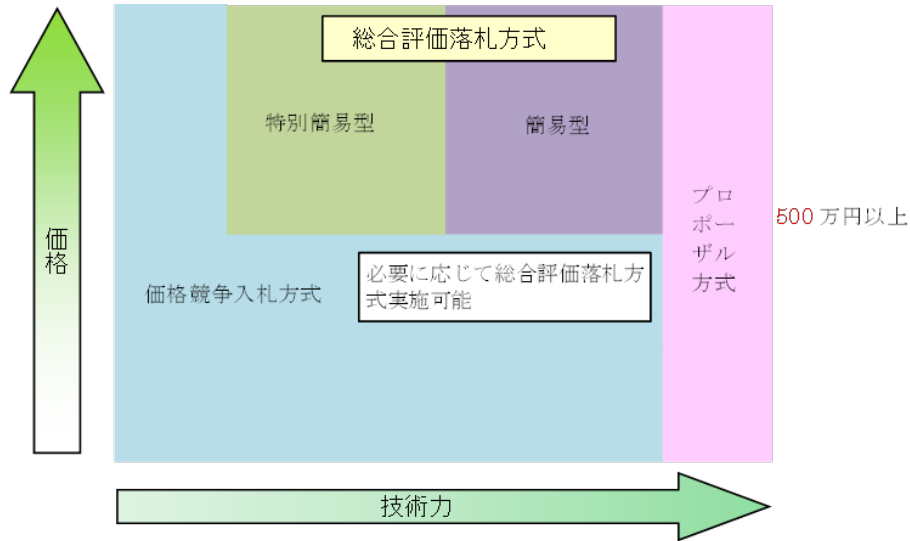 総合評価落札方式
特別簡易型
簡易型
プロ
ポー
ザル
方式
500万円以上
価格
価格競争入札方式
必要に応じて総合評価落札方
式実施可能
技術力